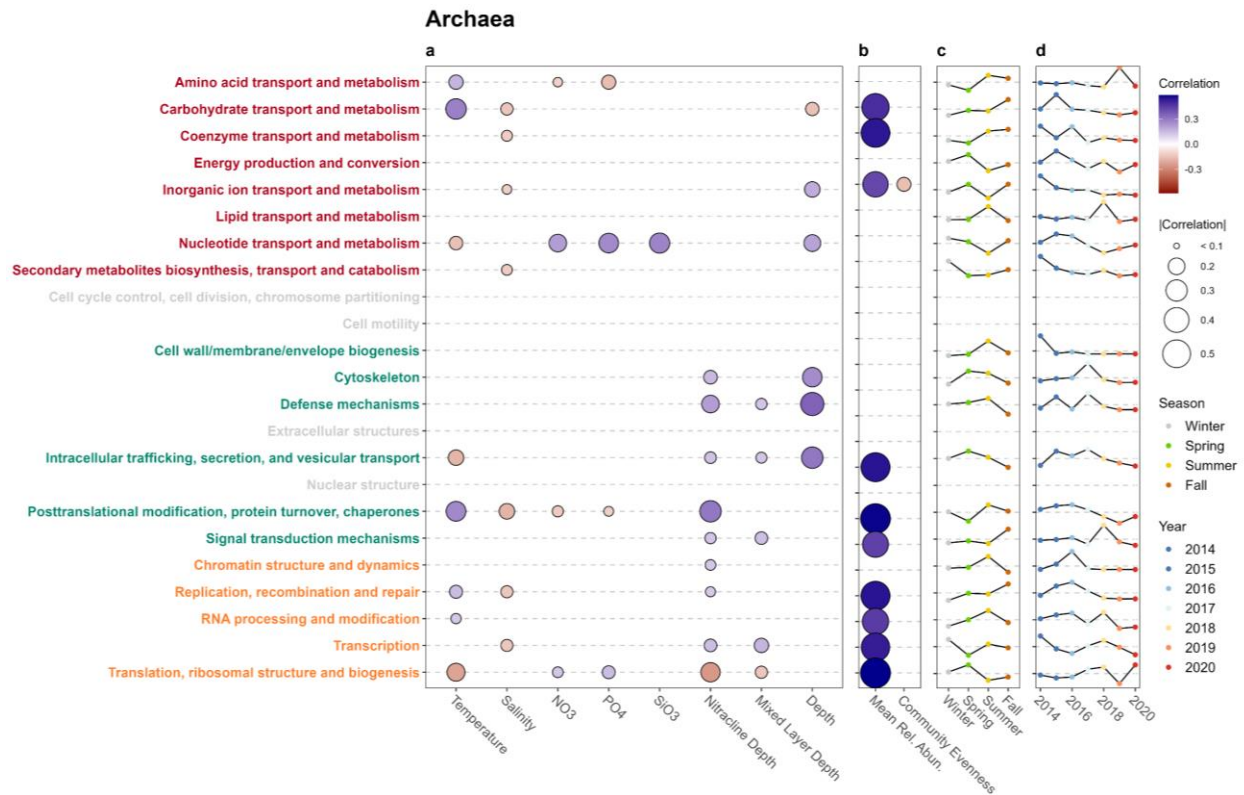 Archaea
a
b
c
d
Amino acid transport and metabolism
Carbohydrate transport and metabolism
Coenzyme transport and metabolism
Energy production and conversion
Inorganic ion transport and metabolism
Lipid transport and metabolism
Nucleotide transport and metabolism
Secondary metabolites biosynthesis, transport and catabolism
Cell cycle control, cell division, chromosome partitioning
Cell motility
Cell wall/membrane/envelope biogenesis
Cytoskeleton
Defense mechanisms
Extracellular structures
Intracellular trafficking, secretion, and vesicular transport
Nuclear structure
Posttranslational modification, protein turnover, chaperones
Signal transduction mechanisms
Chromatin structure and dynamics
Replication, recombination and repair
RNA processing and modification
Transcription
Translation, ribosomal structure and biogenesis
Temperature
Salinity
NO3
PO4
SiO3
Nitracline Depth
Mixed Layer Depth
Depth
Mean Rel. Abun.
Community Evenness
Winter
Spring
Summer
Fall
2014
2016
2018
2020
Correlation
0.3
0.0
-0.3
|Correlation|
< 0.1
0.2
0.3
0.4
0.5
Season
Winter
Spring
Summer
Fall
Year
2014
2015
2016
2017
2018
2019
2020